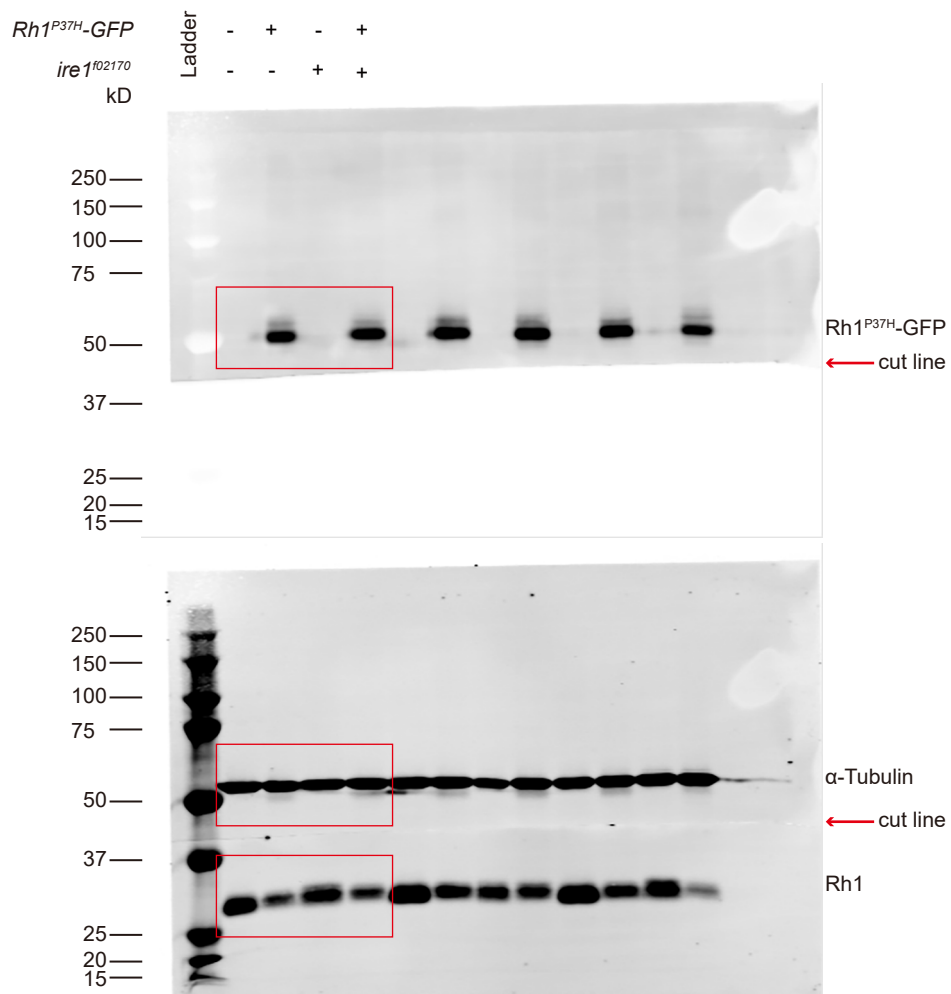 Rh1P37H-GFP - + - +
ire1f02170 - - + +
Ladder
kD
250
150
100
75
50
37
25
20
15
Rh1P37H-GFP
cut line
250
150
100
75
50
37
25
20
15
α-Tubulin
cut line
Rh1